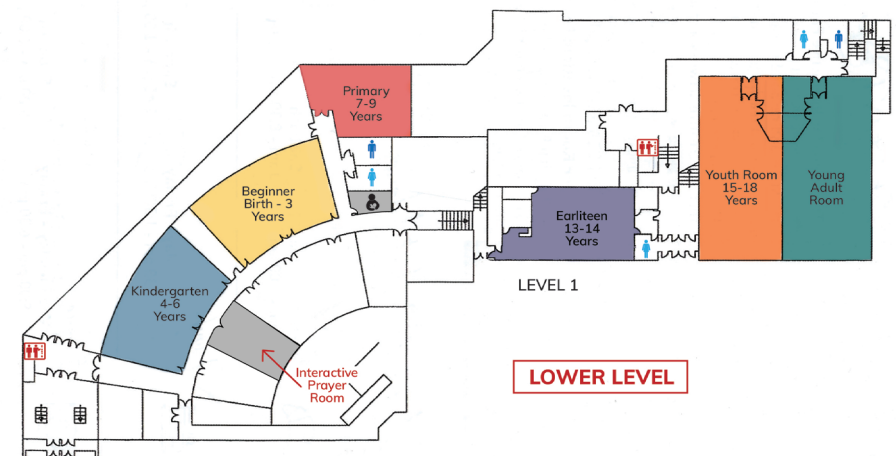 Primary
7-9
Years
Beginner
Birth - 3
Years
Youth Room
15-18
Years
Young
Adult
Room
Earliteen
13-14
Years
Kindergarten
4-6
Years
LEVEL 1
Interactive
Prayer
Room
LOWER LEVEL